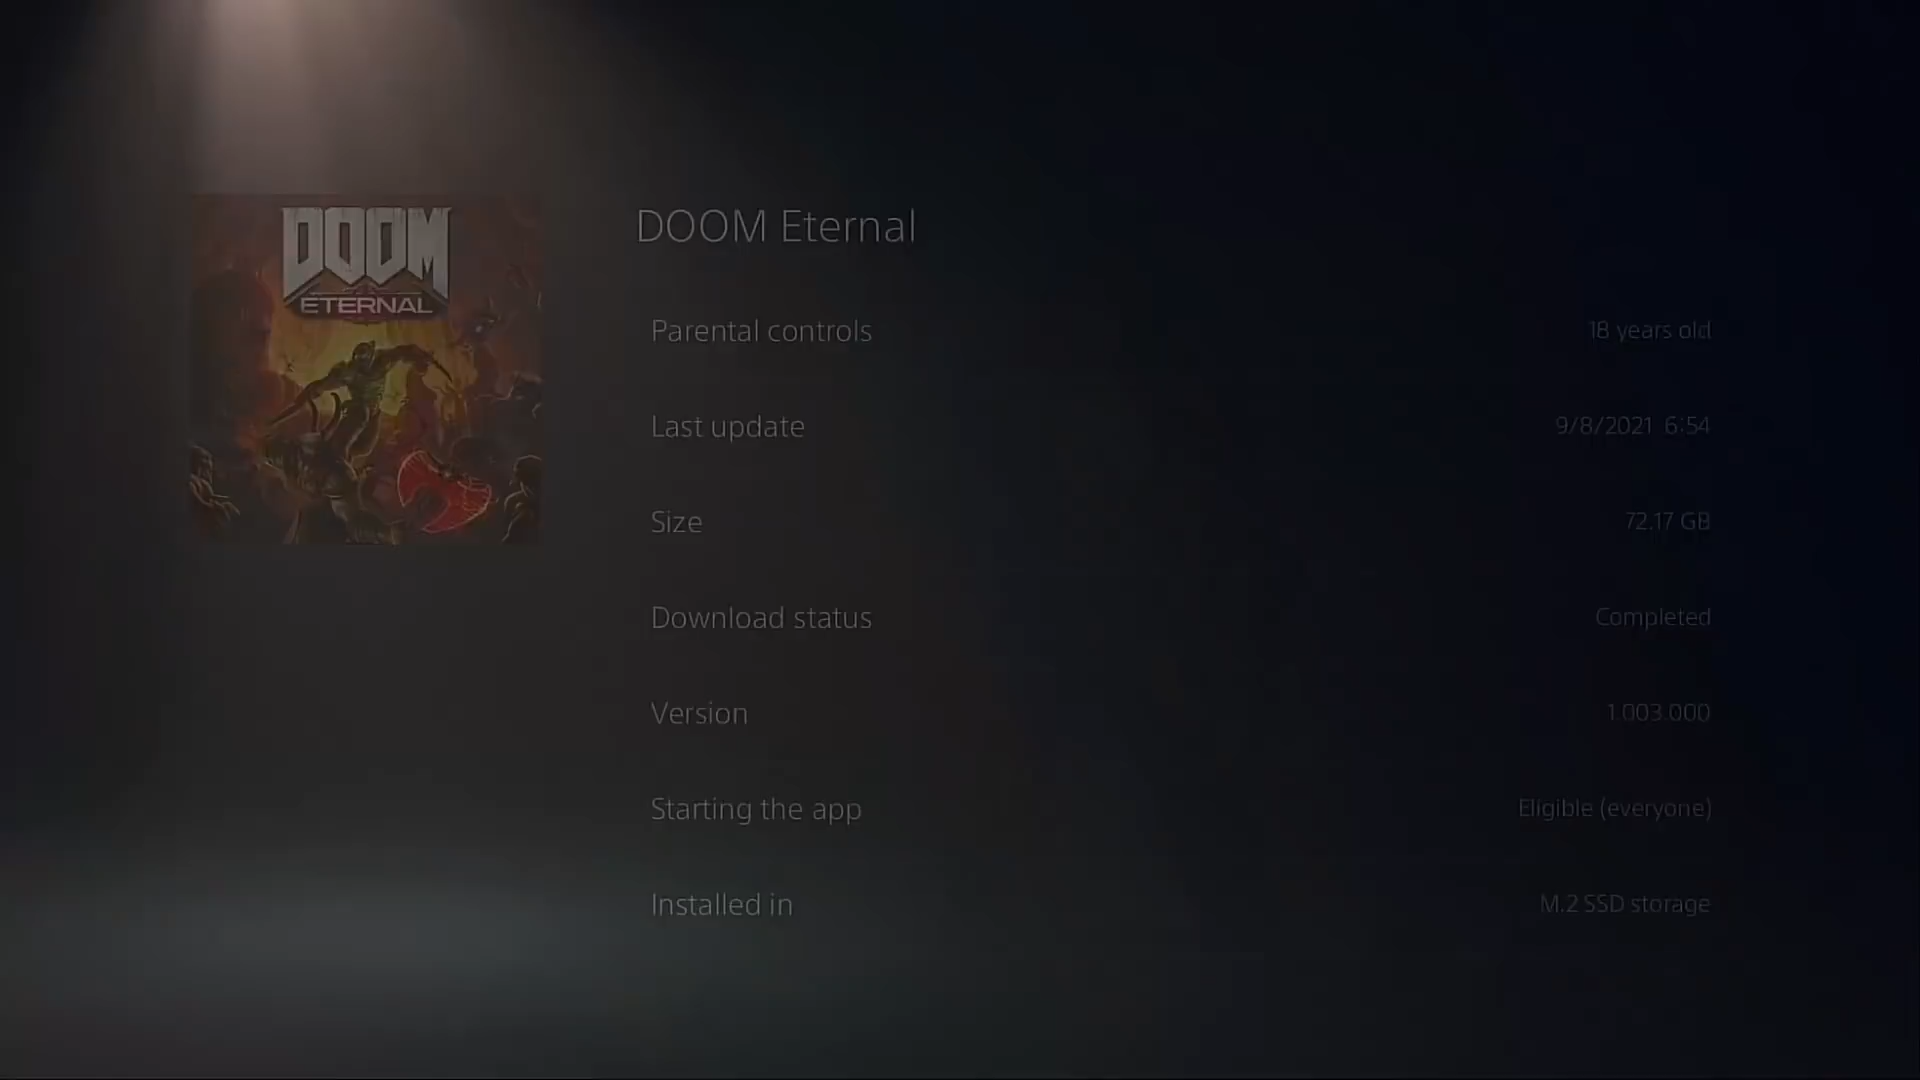 DOOM
ETERNAL
DOOM Eternal
Parental controls 18 years old
Last update 9/8/2021 6:54
Size 72.17 GB
Download status Completed
Version 1.003.000
Starting the app Eligible (everyone)
Installed in M.2 SSD storage